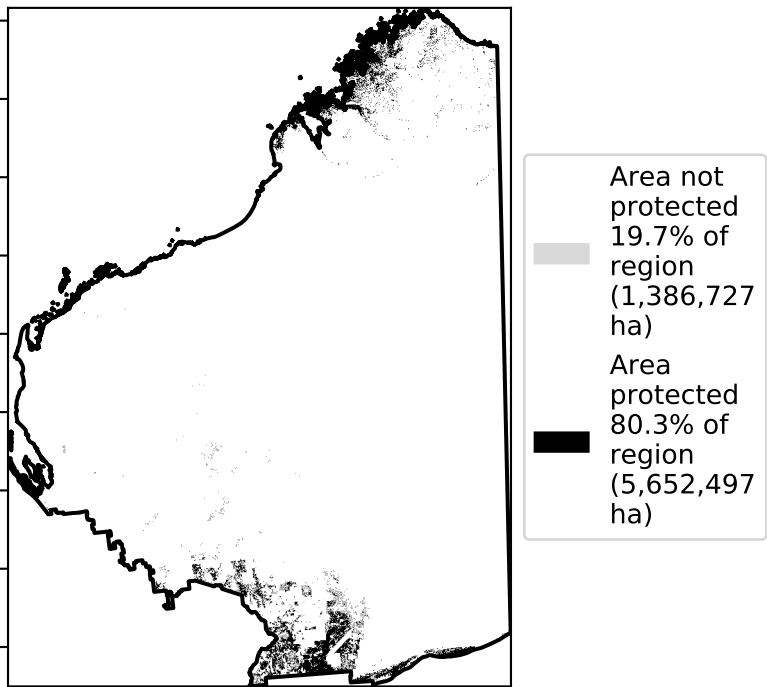 Area not
protected
19.7% of
region
(1,386,727
ha)
Area
protected
80.3% of
region
(5,652,497
ha)